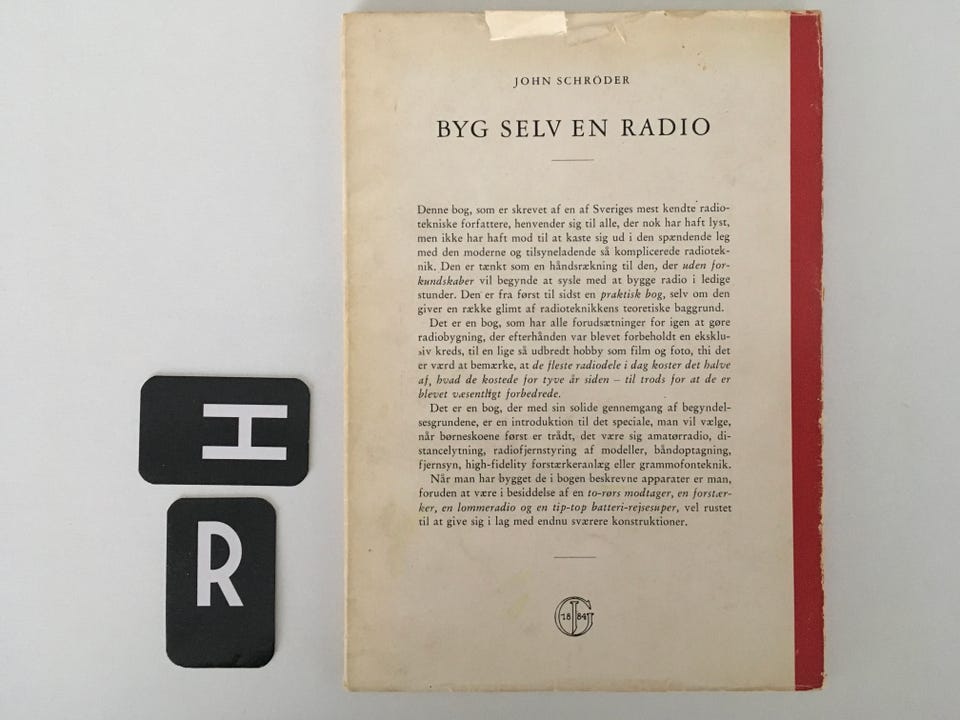 JOHN SCHRÖDER
BYG SELV EN RADIO
Denne bog, som er skrevet af en af Sveriges mest kendte radio-
tekniske forfattere, henvender sig til alle, der nok har haft lyst,
men ikke har haft mod til at kaste sig ud i den spændende leg
med den moderne og tilsyneladende så komplicerede radiotek-
nik. Den er tænkt som en håndsrækning til den, der uden for-
kundskaber vil begynde at sysle med at bygge radio i ledige
stunder. Den er fra først til sidst en praktisk bog, selv om den
giver en række glimt af radioteknikkens teoretiske baggrund.
Det er en bog, som har alle forudsætninger for igen at gøre
radiobygning, der efterhånden var blevet forbeholdt en eksklu-
siv kreds, til en lige så udbredt hobby som film og foto, thi det
er værd at bemærke, at de fleste radiodele i dag koster det halve
af, hvad de kostede for tyve år siden – til trods for at de er
blevet væsentligt forbedrede.
Det er en bog, der med sin solide gennemgang af begyndel-
sesgrundene, er en introduktion til det speciale, man vil vælge,
når børneskoene først er trådt, det være sig amatørradio, di-
stancelytning, radiofjernstyring af modeller, båndoptagning,
fjernsyn, high-fidelity forstærkeranlæg eller grammofonteknik.
Når man har bygget de i bogen beskrevne apparater er man,
foruden at være i besiddelse af en to-rørs modtager, en forstær-
ker, en lommeradio og en tip-top batteri-rejsesuper, vel rustet
til at give sig i lag med endnu sværere konstruktioner.
18 GJ 84
H
R